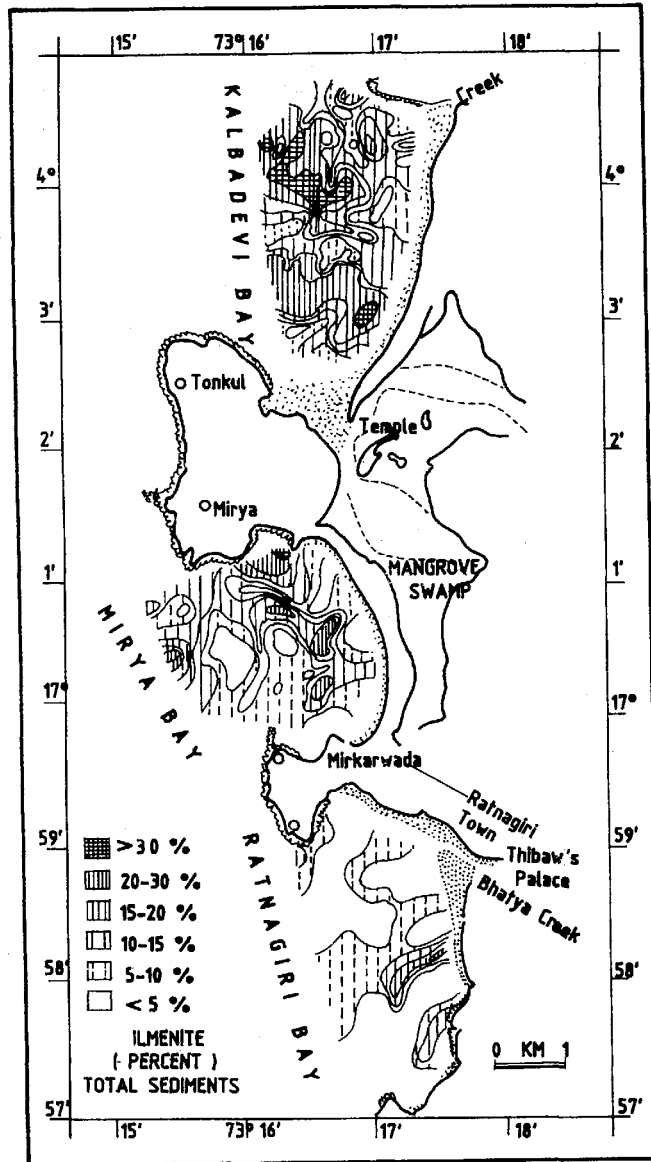 15'
73° 16'
17'
18'
Creek
KALBADEVI BAY
4°
4°
3'
3'
Tonkul
Temple
2'
2'
Mirya
1'
MANGROVE
SWAMP
1'
MIRYA BAY
17°
17°
Mirkarwada
Ratnagiri
Town
59'
59'
Thibaw's
Palace
Bhatya Creek
RATNAGIRI BAY
>30 %
20-30 %
15-20 %
10-15 %
5-10 %
< 5 %
58'
58'
ILMENITE
(- PERCENT )
TOTAL SEDIMENTS
0 KM 1
57'
57'
15'
73° 16'
17'
18'